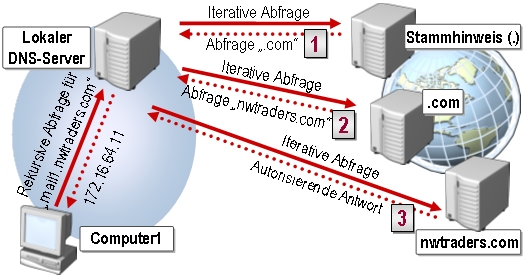 Lokaler
DNS-Server
Iterative Abfrage
Abfrage „.com“
1
Stammhinweis (.)
Iterative Abfrage
Abfrage „nwtraders.com“
2
.com
Iterative Abfrage
Autorisierende Antwort
3
nwtraders.com
Rekursive Abfrage für
„mail1.nwtraders.com“
172.16.64.11
Computer1